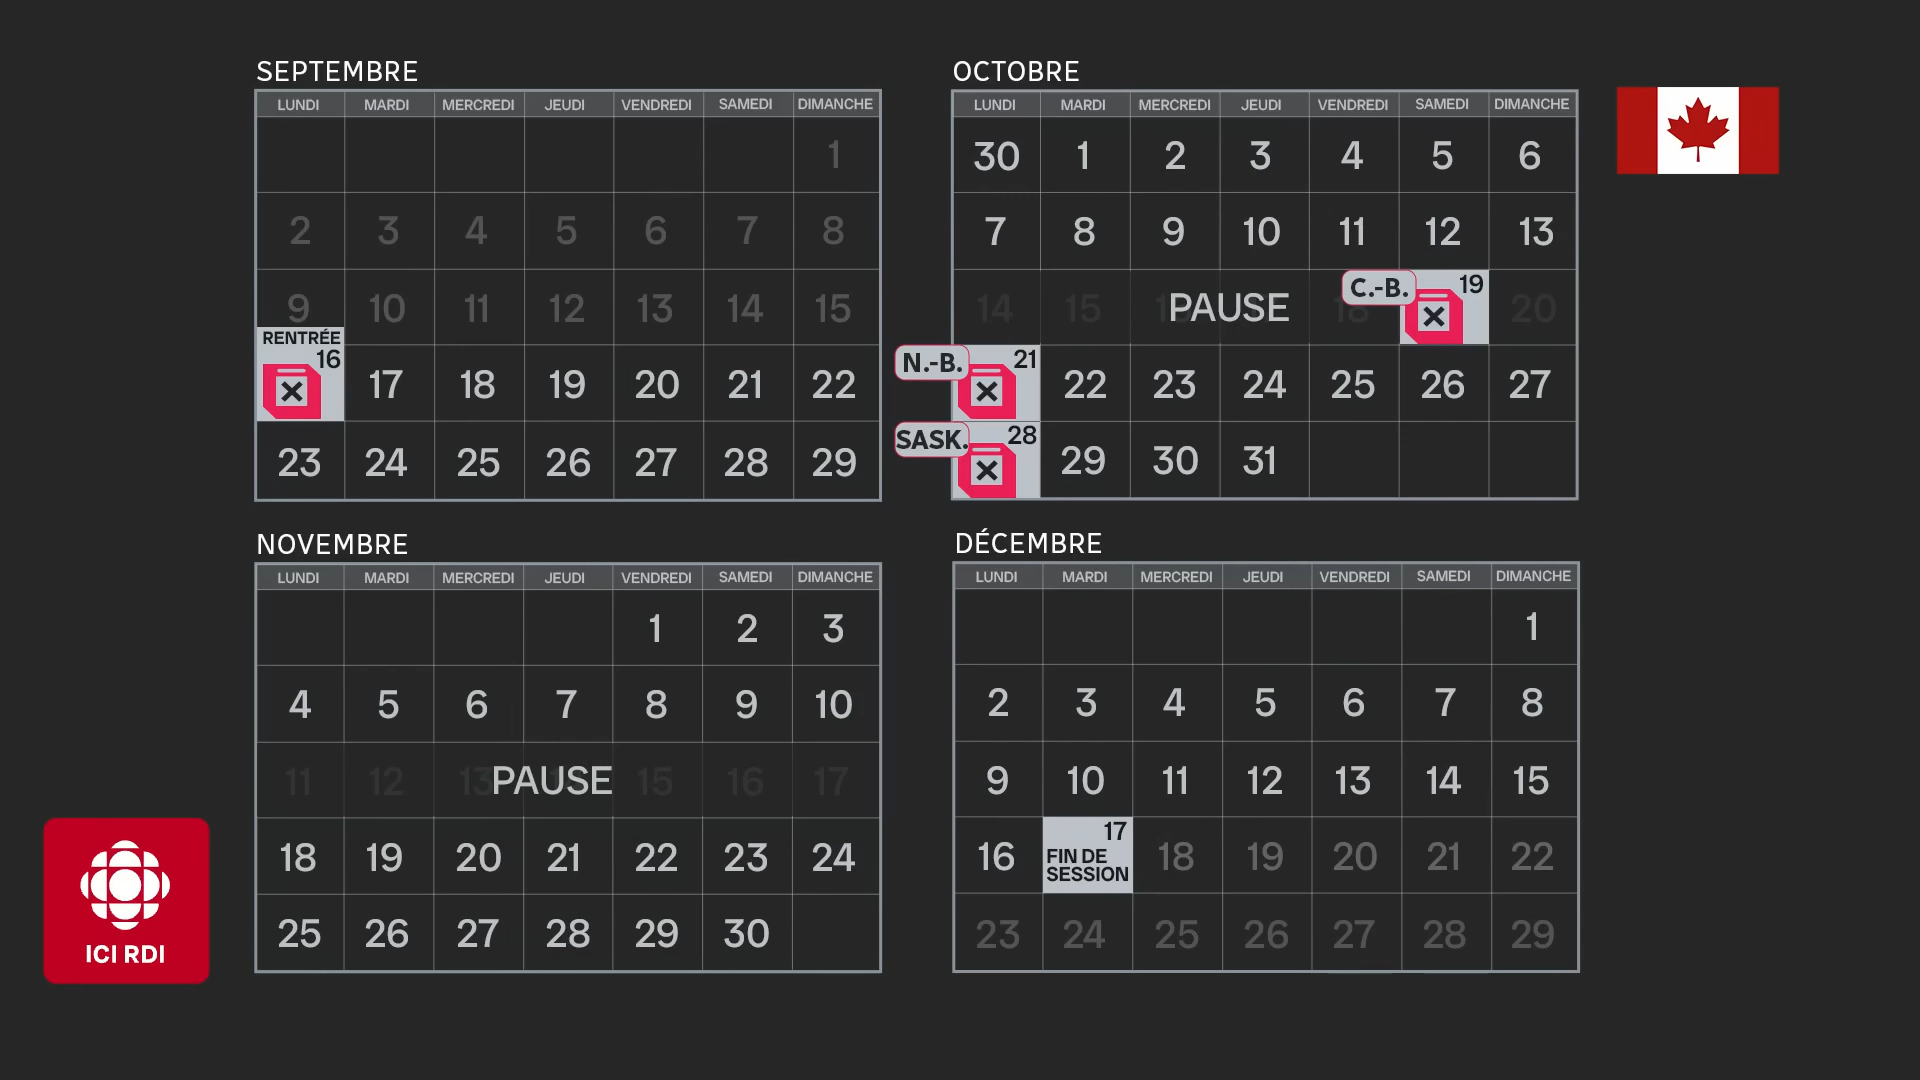 SEPTEMBRE
LUNDI MARDI MERCREDI JEUDI VENDREDI SAMEDI DIMANCHE
1
2 3 4 5 6 7 8
9 10 11 12 13 14 15
RENTRÉE
16 17 18 19 20 21 22
23 24 25 26 27 28 29
OCTOBRE
LUNDI MARDI MERCREDI JEUDI VENDREDI SAMEDI DIMANCHE
30 1 2 3 4 5 6
7 8 9 10 11 12 13
14 15 PAUSE 18 C.-B. 19 20
N.-B. 21 22 23 24 25 26 27
SASK. 28 29 30 31
NOVEMBRE
LUNDI MARDI MERCREDI JEUDI VENDREDI SAMEDI DIMANCHE
1 2 3
4 5 6 7 8 9 10
11 12 13 PAUSE 15 16 17
18 19 20 21 22 23 24
25 26 27 28 29 30
DÉCEMBRE
LUNDI MARDI MERCREDI JEUDI VENDREDI SAMEDI DIMANCHE
1
2 3 4 5 6 7 8
9 10 11 12 13 14 15
16 17 18 19 20 21 22
FIN DE
SESSION
23 24 25 26 27 28 29
ICI RDI